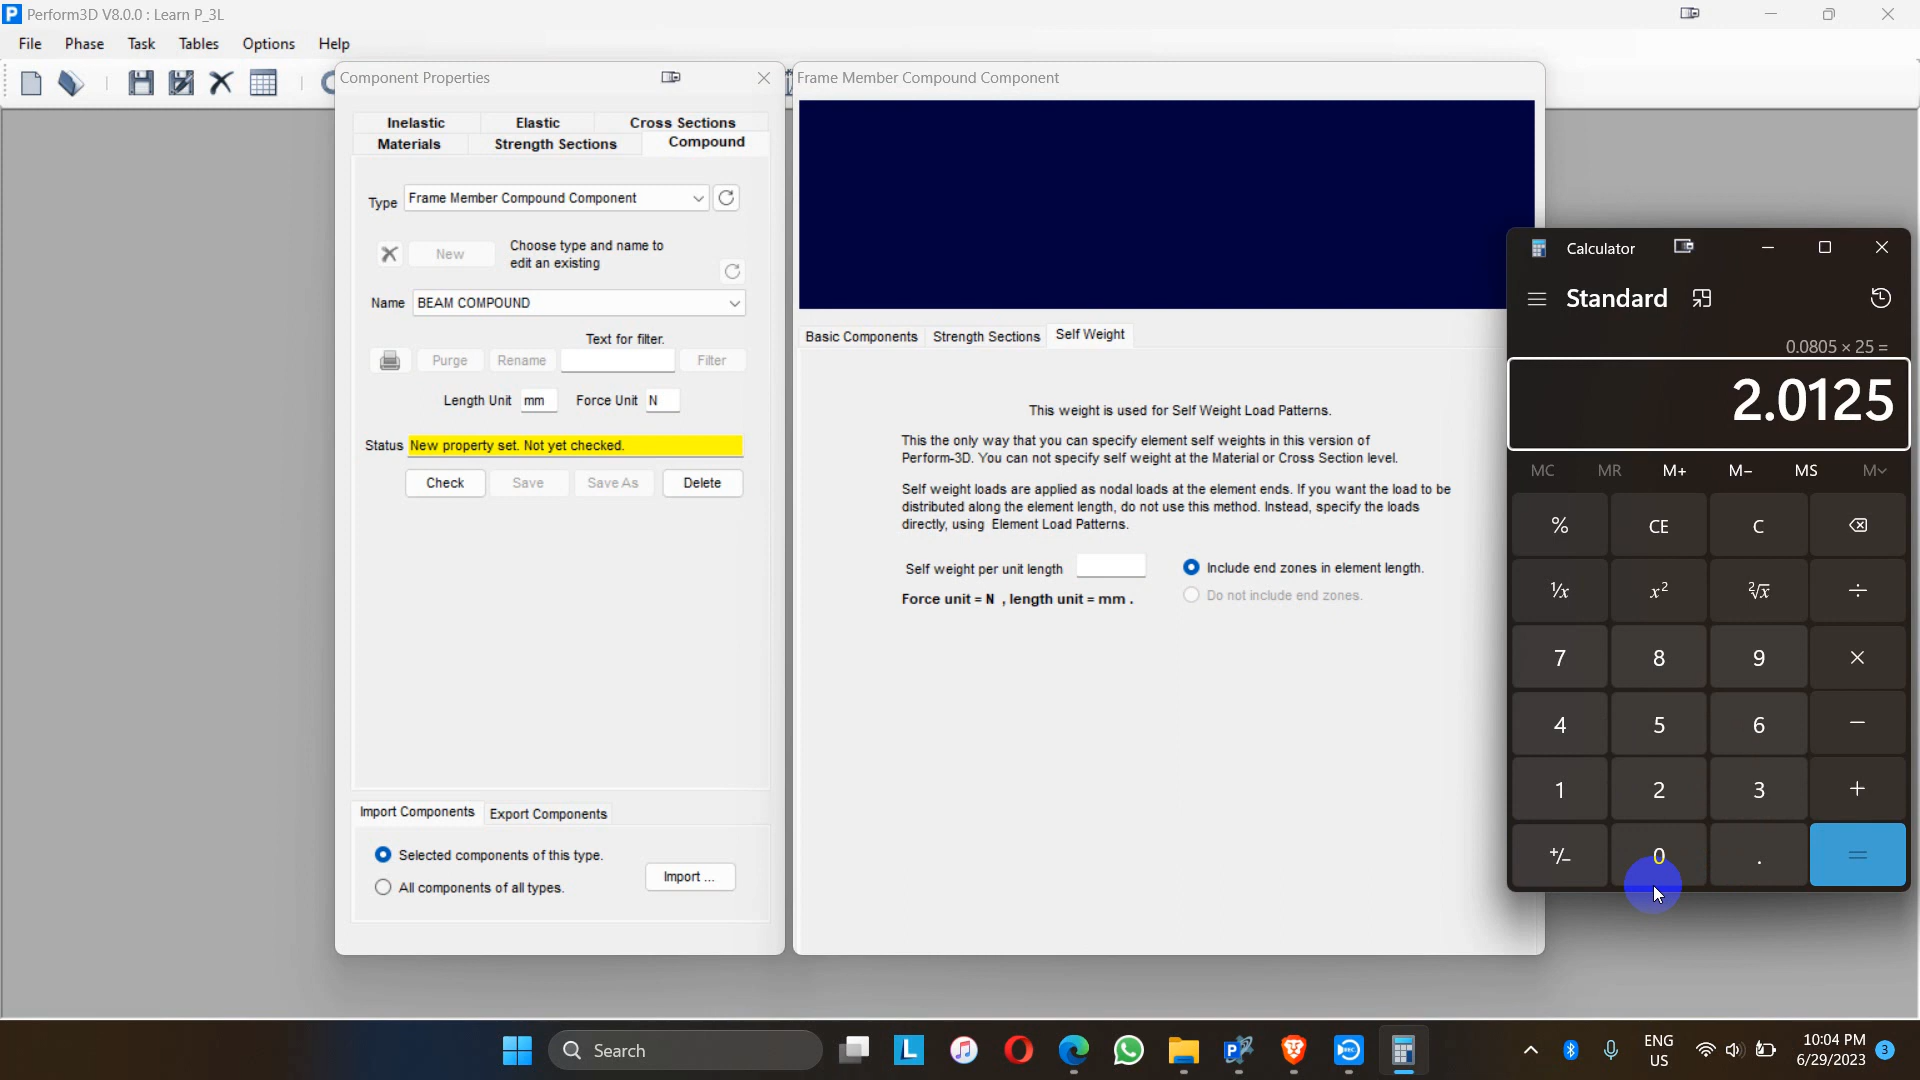 Perform3D V8.0.0 : Learn P_3L
File Phase Task Tables Options Help
Component Properties
Inelastic Elastic Cross Sections
Materials Strength Sections Compound
Type Frame Member Compound Component
New Choose type and name to
edit an existing
Name BEAM COMPOUND
Text for filter.
Purge Rename Filter
Length Unit mm Force Unit N
Status New property set. Not yet checked.
Check Save Save As Delete
Import Components Export Components
Selected components of this type.
All components of all types.
Import ...
Frame Member Compound Component
Basic Components Strength Sections Self Weight
This weight is used for Self Weight Load Patterns.
This the only way that you can specify element self weights in this version of
Perform-3D. You can not specify self weight at the Material or Cross Section level.
Self weight loads are applied as nodal loads at the element ends. If you want the load to be
distributed along the element length, do not use this method. Instead, specify the loads
directly, using Element Load Patterns.
Self weight per unit length
Include end zones in element length.
Force unit = N , length unit = mm .
Do not include end zones.
Calculator
Standard
0.0805 × 25 =
2.0125
MC MR M+ M− MS M
% CE C
⅟x x² ²√x ÷
7 8 9 ×
4 5 6 −
1 2 3 +
+/− 0 . =
Search
ENG
US
10:04 PM
6/29/2023
3